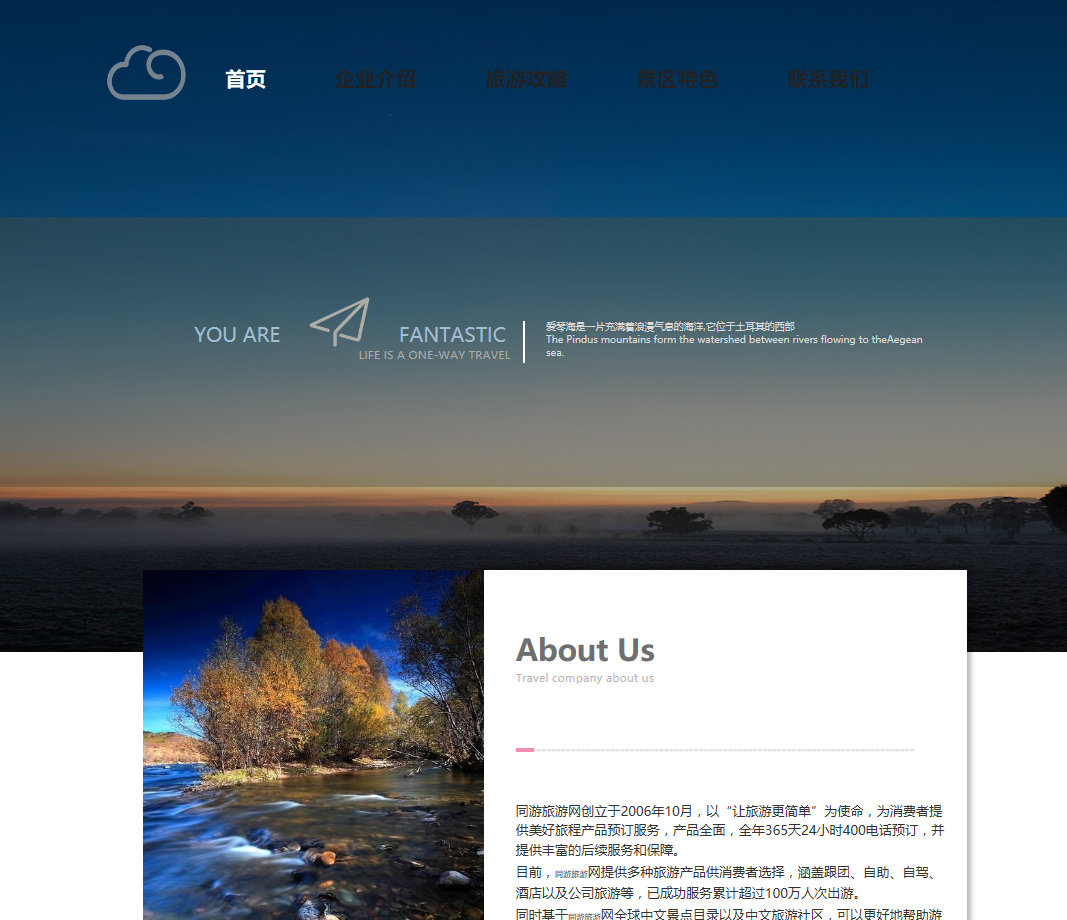 首页 企业介绍 旅游攻略 景区特色 联系我们
YOU ARE FANTASTIC
LIFE IS A ONE-WAY TRAVEL
爱琴海是一片充满着浪漫气息的海洋,它位于土耳其的西部
The Pindus mountains form the watershed between rivers flowing to theAegean
sea.
About Us
Travel company about us
同游旅游网创立于2006年10月，以“让旅游更简单”为使命，为消费者提
供美好旅程产品预订服务，产品全面，全年365天24小时400电话预订，并
提供丰富的后续服务和保障。
目前，同游旅游网提供多种旅游产品供消费者选择，涵盖跟团、自助、自驾、
酒店以及公司旅游等，已成功服务累计超过100万人次出游。
同时基于同游旅游网全球中文景点目录以及中文旅游社区，可以更好地帮助游